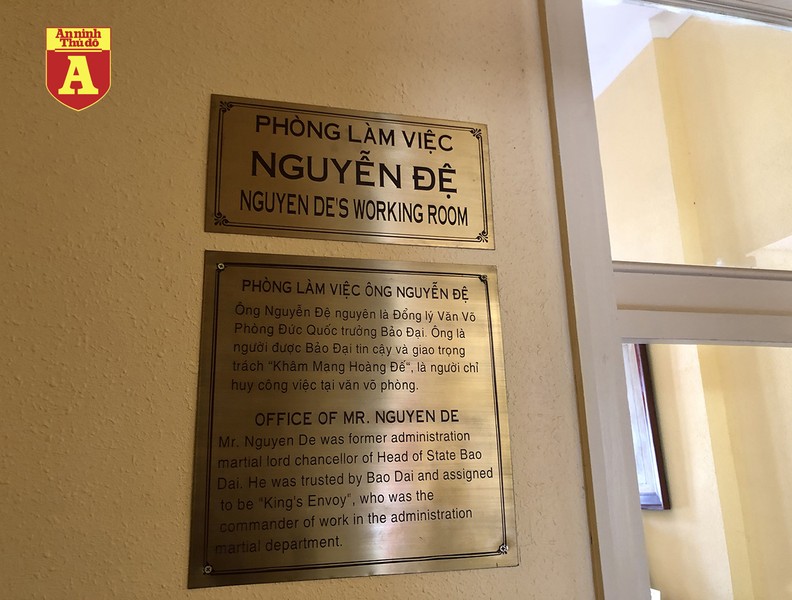 An ninh
Thủ đô
A
PHÒNG LÀM VIỆC
NGUYỄN ĐỆ
NGUYEN DE'S WORKING ROOM
PHÒNG LÀM VIỆC ÔNG NGUYỄN ĐỆ
Ông Nguyễn Đệ nguyên là Đổng lý Văn Võ
Phòng Đức Quốc trưởng Bảo Đại. Ông là
người được Bảo Đại tin cậy và giao trọng
trách "Khâm Mang Hoàng Đế", là người chỉ
huy công việc tại văn võ phòng.
OFFICE OF MR. NGUYEN DE
Mr. Nguyen De was former administration
martial lord chancellor of Head of State Bao
Dai. He was trusted by Bao Dai and assigned
to be "King's Envoy", who was the
commander of work in the administration
martial department.